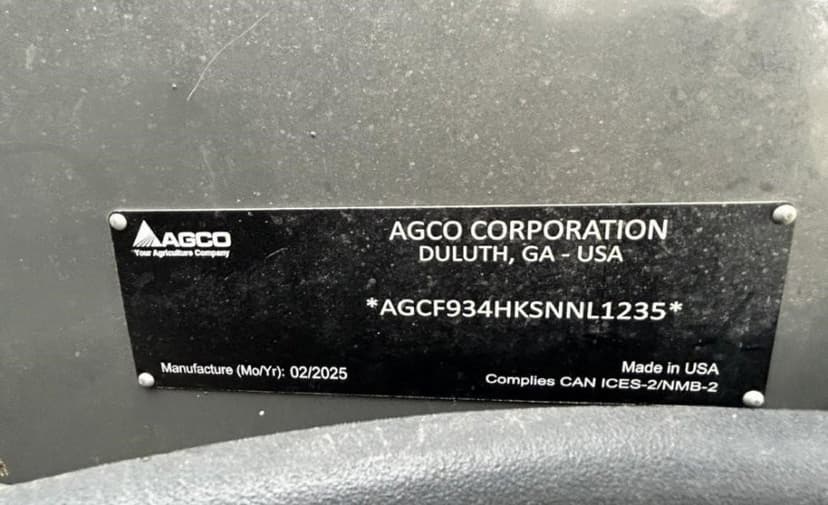 AGCO
Your Agriculture Company
AGCO CORPORATION
DULUTH, GA - USA
*AGCF934HKSNNL1235*
Manufacture (Mo/Yr): 02/2025
Made in USA
Complies CAN ICES-2/NMB-2